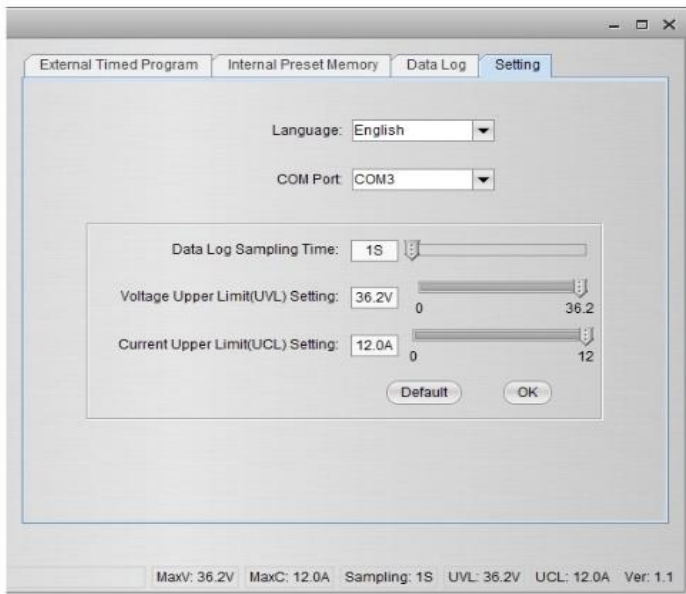 External Timed Program Internal Preset Memory Data Log Setting
Language: English
COM Port: COM3
Data Log Sampling Time: 1S
Voltage Upper Limit(UVL) Setting: 36.2V
0 36.2
Current Upper Limit(UCL) Setting: 12.0A
0 12
Default OK
MaxV: 36.2V MaxC: 12.0A Sampling: 1S UVL: 36.2V UCL: 12.0A Ver: 1.1